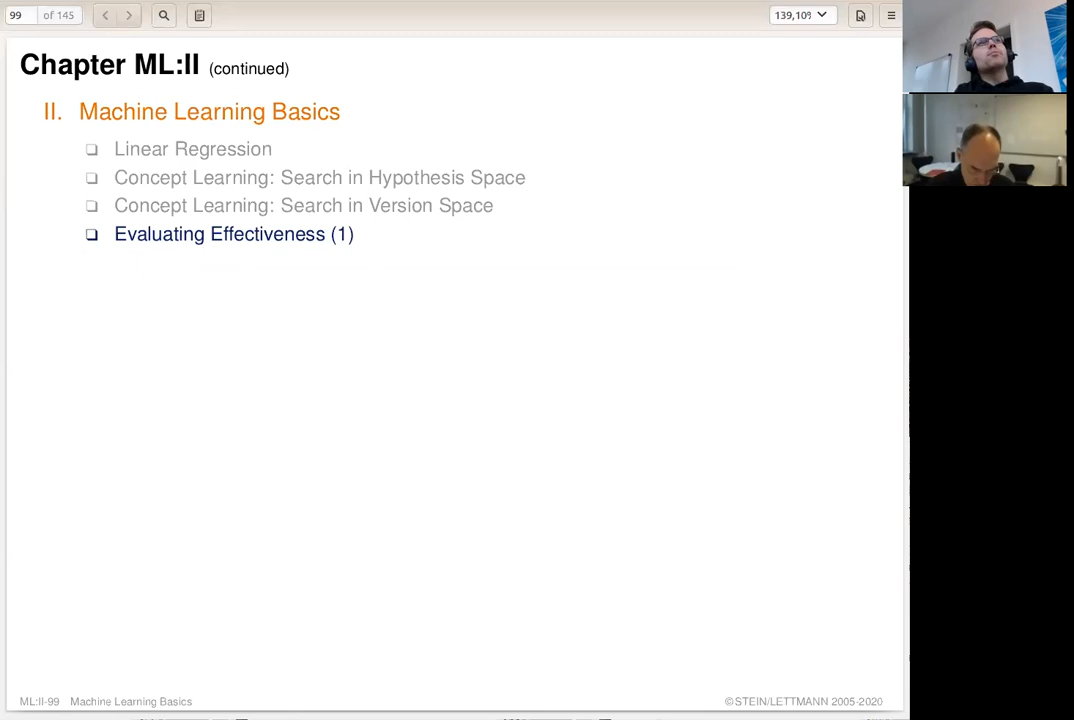 99 of 145 139,10%
Chapter ML:II (continued)
II. Machine Learning Basics
❑ Linear Regression
❑ Concept Learning: Search in Hypothesis Space
❑ Concept Learning: Search in Version Space
❑ Evaluating Effectiveness (1)
ML:II-99 Machine Learning Basics ©STEIN/LETTMANN 2005-2020